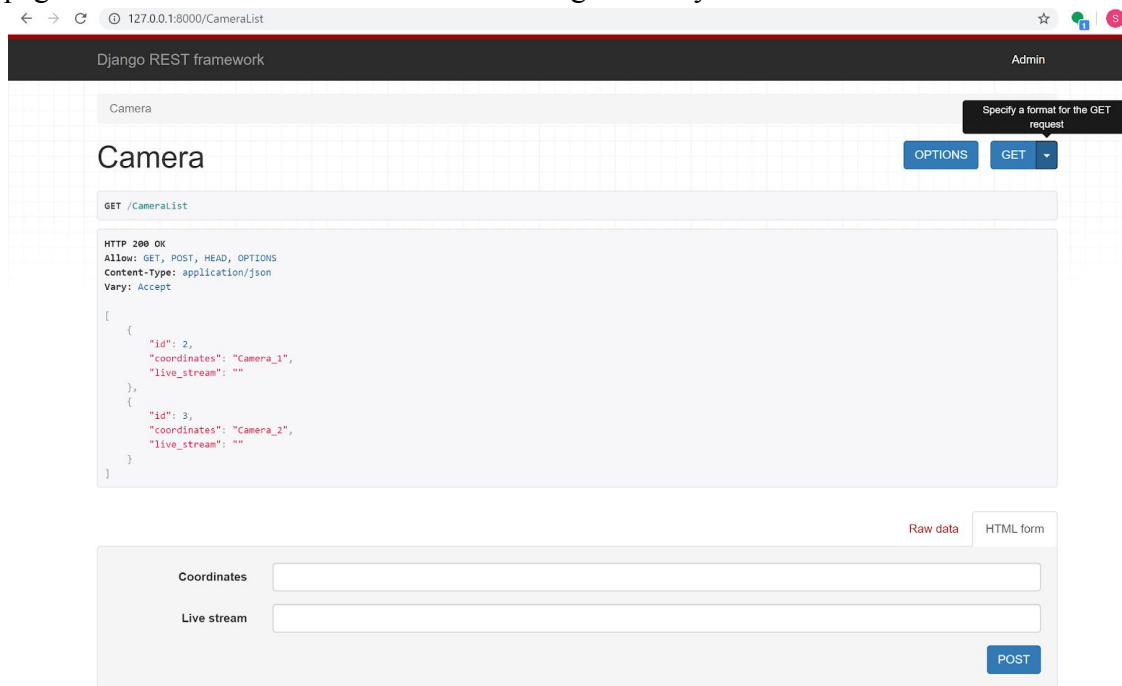 127.0.0.1:8000/CameraList
1
S
Django REST framework
Admin
Camera
Specify a format for the GET
request
Camera
OPTIONS
GET
GET /CameraList
HTTP 200 OK
Allow: GET, POST, HEAD, OPTIONS
Content-Type: application/json
Vary: Accept
[
{
"id": 2,
"coordinates": "Camera_1",
"live_stream": ""
},
{
"id": 3,
"coordinates": "Camera_2",
"live_stream": ""
}
]
Raw data
HTML form
Coordinates
Live stream
POST